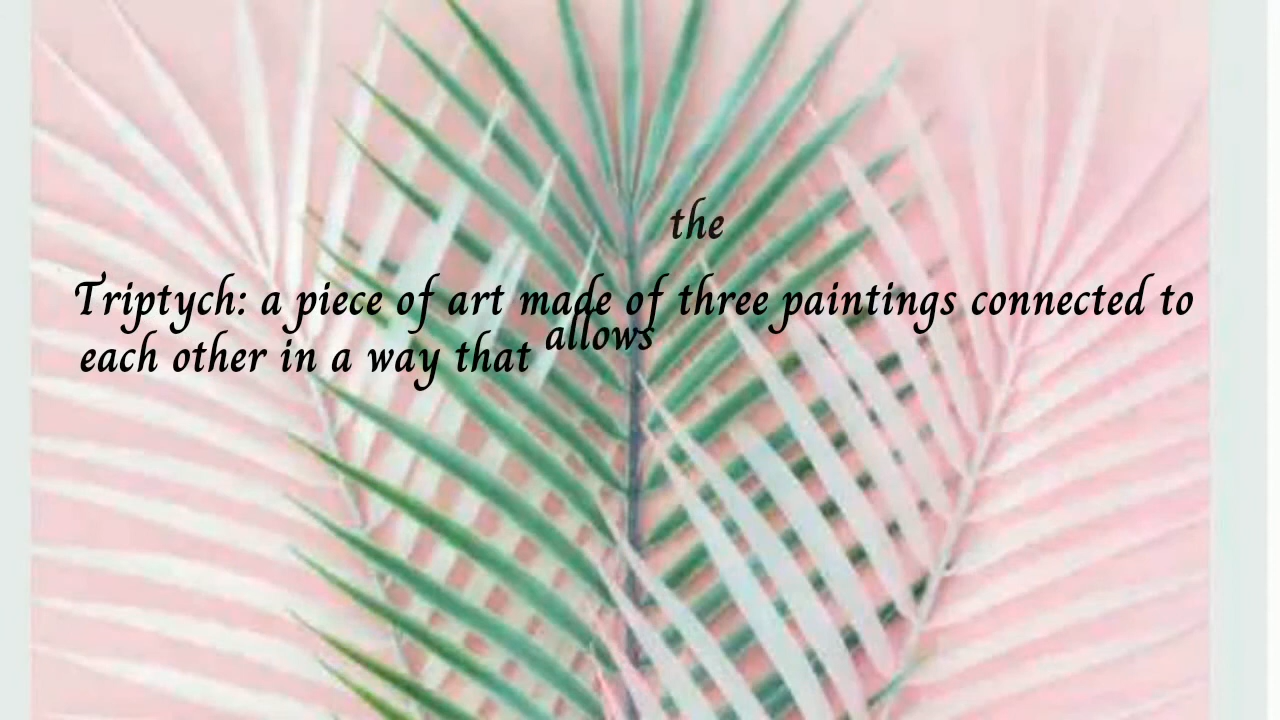 the
Triptych: a piece of art made of three paintings connected to
each other in a way that allows